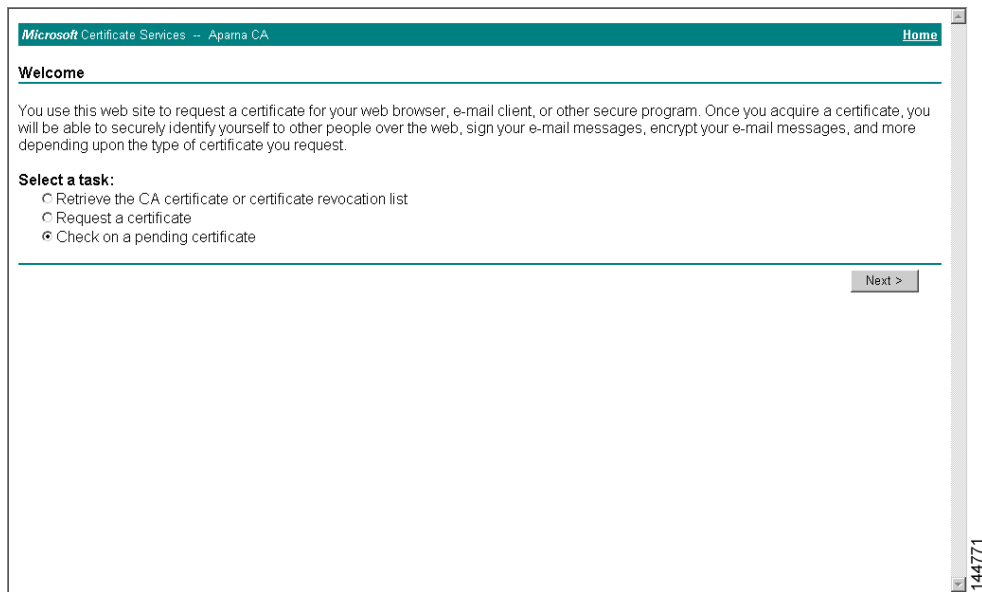 Microsoft Certificate Services -- Aparna CA Home
Welcome
You use this web site to request a certificate for your web browser, e-mail client, or other secure program. Once you acquire a certificate, you
will be able to securely identify yourself to other people over the web, sign your e-mail messages, encrypt your e-mail messages, and more
depending upon the type of certificate you request.
Select a task:
Retrieve the CA certificate or certificate revocation list
Request a certificate
Check on a pending certificate
Next >
144771